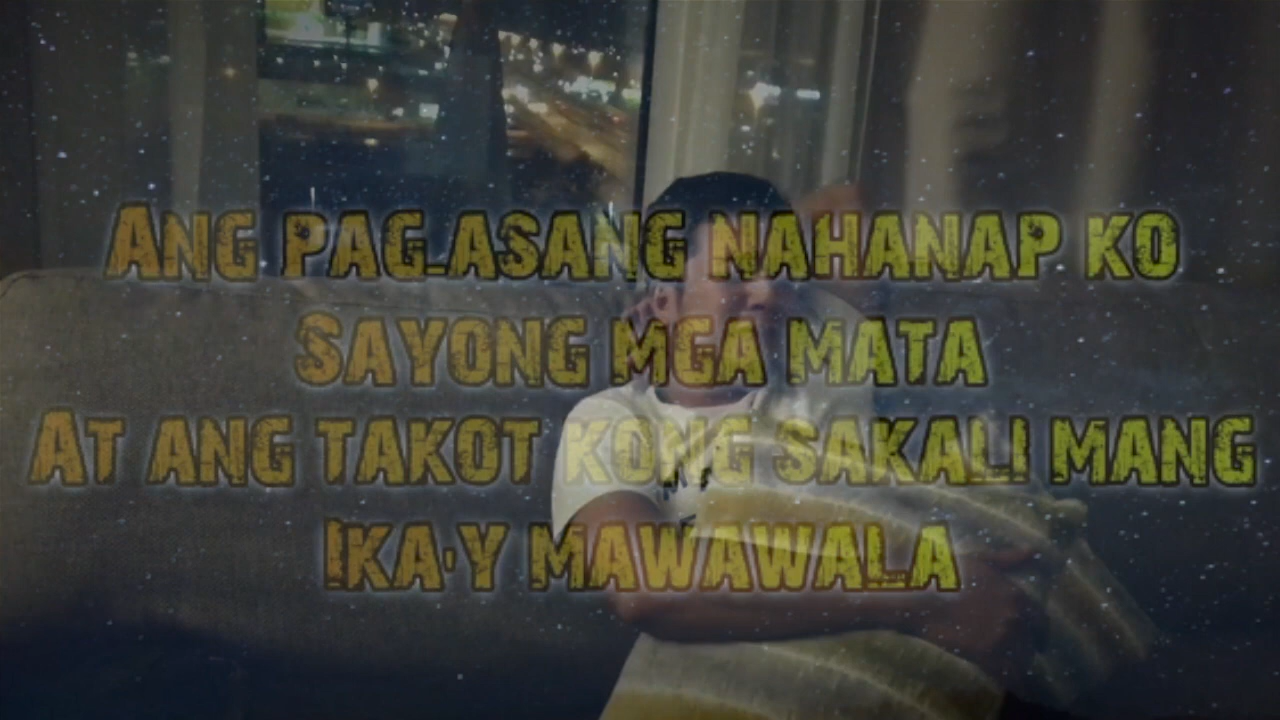 Ang pag-asang nahanap ko
Sayong mga mata
At ang takot kong sakali mang
Ika'y mawawala